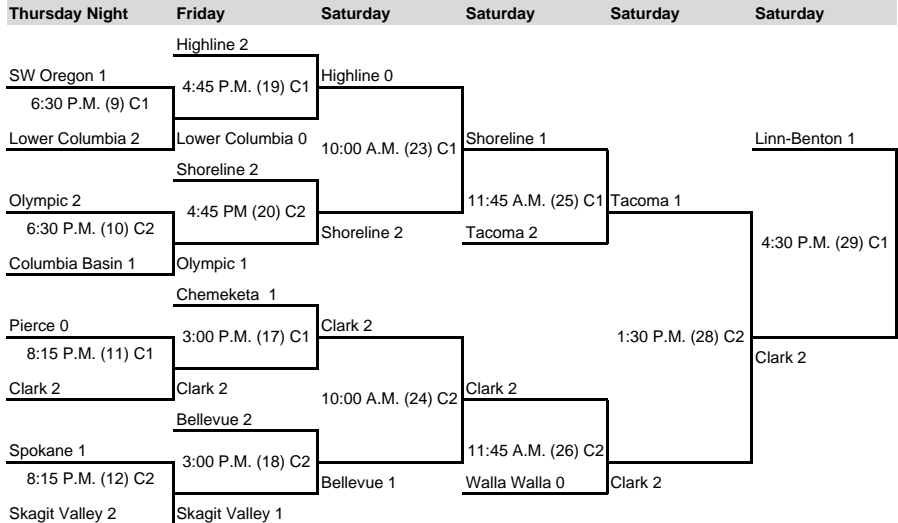 Thursday Night Friday Saturday Saturday Saturday Saturday
Highline 2
SW Oregon 1 Highline 0
4:45 P.M. (19) C1
6:30 P.M. (9) C1
Lower Columbia 2 Lower Columbia 0 Shoreline 1 Linn-Benton 1
10:00 A.M. (23) C1
Shoreline 2
Olympic 2 11:45 A.M. (25) C1 Tacoma 1
4:45 PM (20) C2
6:30 P.M. (10) C2 Shoreline 2 Tacoma 2
4:30 P.M. (29) C1
Columbia Basin 1 Olympic 1
Chemeketa 1
Pierce 0 Clark 2
3:00 P.M. (17) C1 1:30 P.M. (28) C2
8:15 P.M. (11) C1 Clark 2
Clark 2 Clark 2 Clark 2
10:00 A.M. (24) C2
Bellevue 2
Spokane 1 11:45 A.M. (26) C2
3:00 P.M. (18) C2
8:15 P.M. (12) C2 Bellevue 1 Walla Walla 0 Clark 2
Skagit Valley 2 Skagit Valley 1